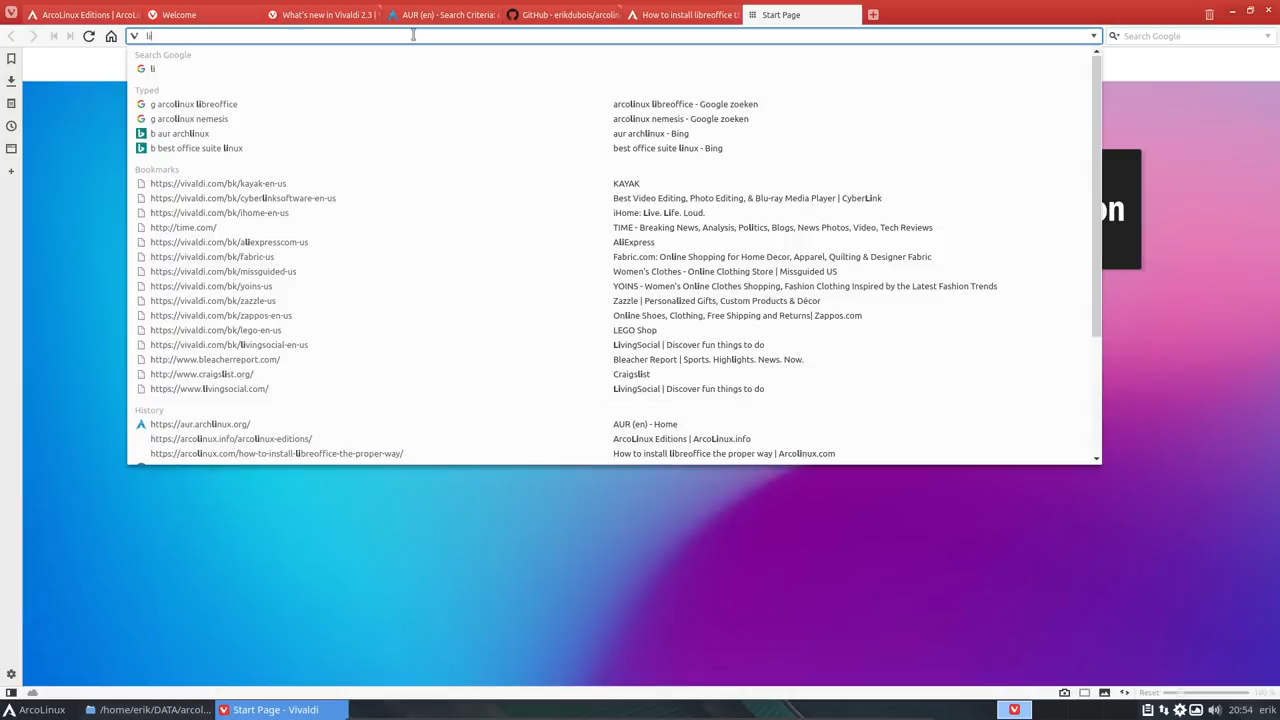 ArcoLinux Editions | ArcoLi
Welcome
What's new in Vivaldi 2.3 |
AUR (en) - Search Criteria:
GitHub - erikdubois/arcolin
How to install libreoffice th
Start Page
li
Search Google
Search Google
li
Typed
g arcolinux libreoffice arcolinux libreoffice - Google zoeken
g arcolinux nemesis arcolinux nemesis - Google zoeken
b aur archlinux aur archlinux - Bing
b best office suite linux best office suite linux - Bing
Bookmarks
https://vivaldi.com/bk/kayak-en-us KAYAK
https://vivaldi.com/bk/cyberlinksoftware-en-us Best Video Editing, Photo Editing, & Blu-ray Media Player | CyberLink
https://vivaldi.com/bk/ihome-en-us iHome: Live. Life. Loud.
http://time.com/ TIME - Breaking News, Analysis, Politics, Blogs, News Photos, Video, Tech Reviews
https://vivaldi.com/bk/aliexpresscom-us AliExpress
https://vivaldi.com/bk/fabric-us Fabric.com: Online Shopping for Home Decor, Apparel, Quilting & Designer Fabric
https://vivaldi.com/bk/missguided-us Women's Clothes - Online Clothing Store | Missguided US
https://vivaldi.com/bk/yoins-us YOINS - Women's Online Clothes Shopping, Fashion Clothing Inspired by the Latest Fashion Trends
https://vivaldi.com/bk/zazzle-us Zazzle | Personalized Gifts, Custom Products & Décor
https://vivaldi.com/bk/zappos-en-us Online Shoes, Clothing, Free Shipping and Returns| Zappos.com
https://vivaldi.com/bk/lego-en-us LEGO Shop
https://vivaldi.com/bk/livingsocial-en-us LivingSocial | Discover fun things to do
http://www.bleacherreport.com/ Bleacher Report | Sports. Highlights. News. Now.
http://www.craigslist.org/ Craigslist
https://www.livingsocial.com/ LivingSocial | Discover fun things to do
History
https://aur.archlinux.org/ AUR (en) - Home
https://arcolinux.info/arcolinux-editions/ ArcoLinux Editions | ArcoLinux.info
https://arcolinux.com/how-to-install-libreoffice-the-proper-way/ How to install libreoffice the proper way | Arcolinux.com
on
Reset 100 %
ArcoLinux
/home/erik/DATA/arcol...
Start Page - Vivaldi
20:54 erik